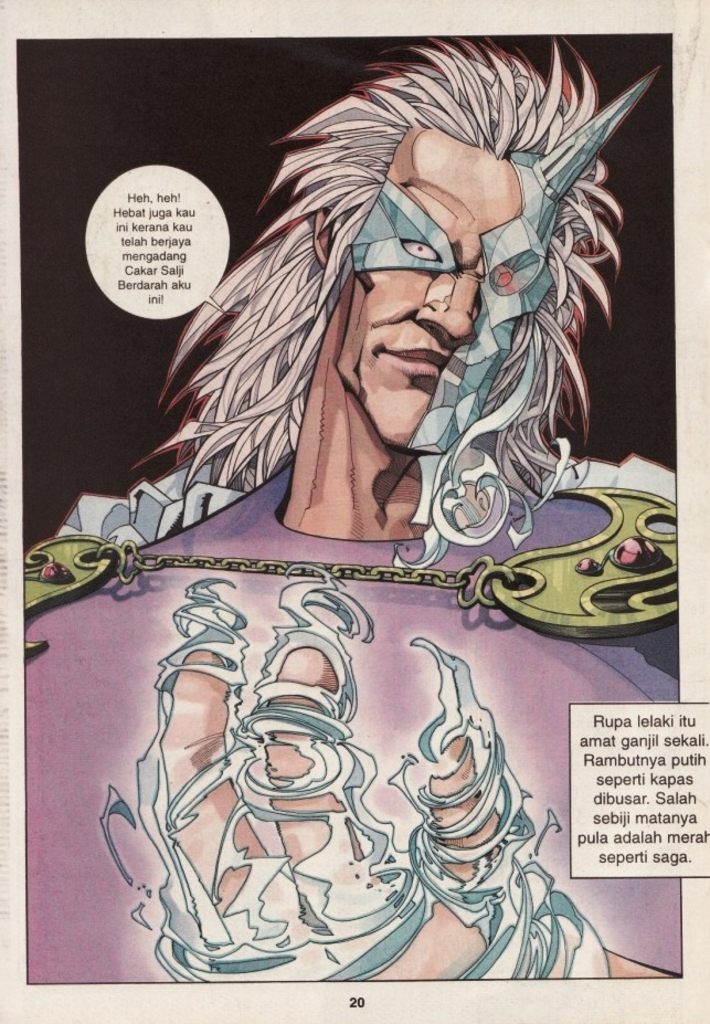 Heh, heh!
Hebat juga kau
ini kerana kau
telah berjaya
mengadang
Cakar Salji
Berdarah aku
ini!
Rupa lelaki itu
amat ganjil sekali.
Rambutnya putih
seperti kapas
dibusar. Salah
sebiji matanya
pula adalah merah
seperti saga.
20